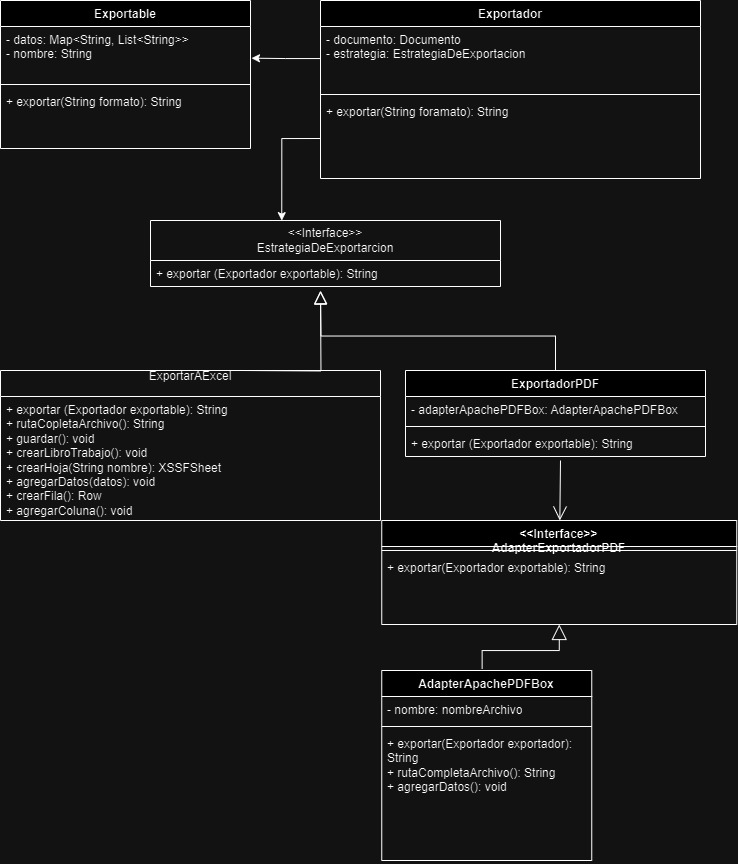 Exportable
- datos: Map<String, List<String>>
- nombre: String
+ exportar(String formato): String
Exportador
- documento: Documento
- estrategia: EstrategiaDeExportacion
+ exportar(String foramato): String
<<Interface>>
EstrategiaDeExportarcion
+ exportar (Exportador exportable): String
ExportarAExcel
+ exportar (Exportador exportable): String
+ rutaCopletaArchivo(): String
+ guardar(): void
+ crearLibroTrabajo(): void
+ crearHoja(String nombre): XSSFSheet
+ agregarDatos(datos): void
+ crearFila(): Row
+ agregarColuna(): void
ExportadorPDF
- adapterApachePDFBox: AdapterApachePDFBox
+ exportar (Exportador exportable): String
<<Interface>>
AdapterExportadorPDF
+ exportar(Exportador exportable): String
AdapterApachePDFBox
- nombre: nombreArchivo
+ exportar(Exportador exportador):
String
+ rutaCompletaArchivo(): String
+ agregarDatos(): void